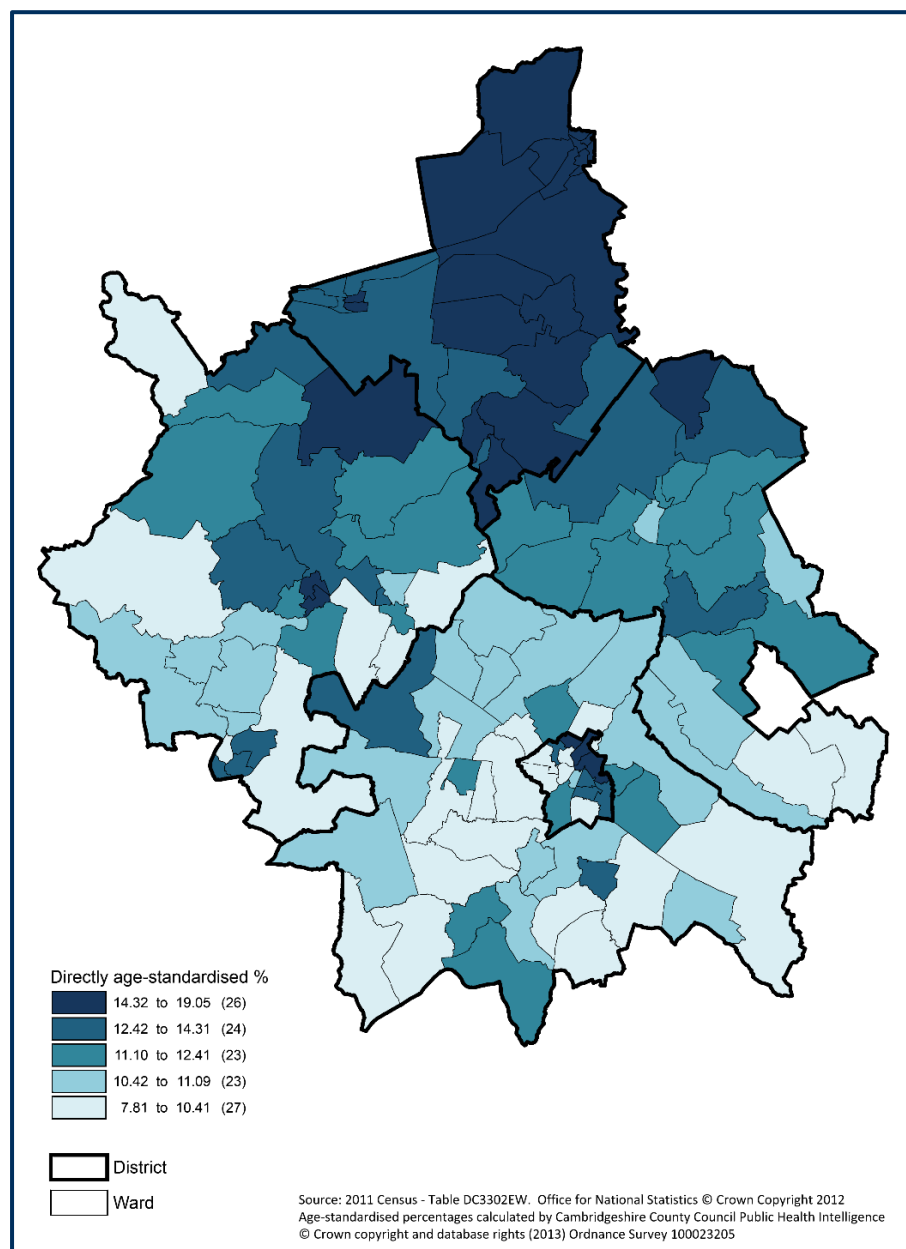 Directly age-standardised %
14.32 to 19.05 (26)
12.42 to 14.31 (24)
11.10 to 12.41 (23)
10.42 to 11.09 (23)
7.81 to 10.41 (27)
District
Ward
Source: 2011 Census - Table DC3302EW. Office for National Statistics © Crown Copyright 2012
Age-standardised percentages calculated by Cambridgeshire County Council Public Health Intelligence
© Crown copyright and database rights (2013) Ordnance Survey 100023205